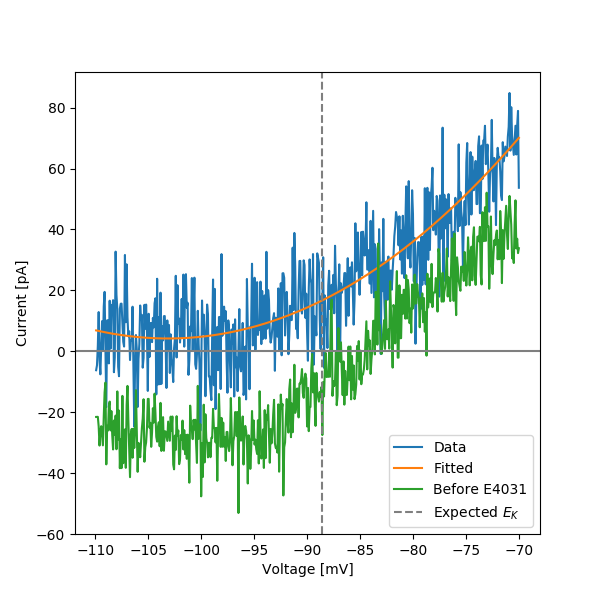 80
60
40
20
0
−20
−40
−60
Current [pA]
Data
Fitted
Before E4031
Expected E_K
−110 −105 −100 −95 −90 −85 −80 −75 −70
Voltage [mV]